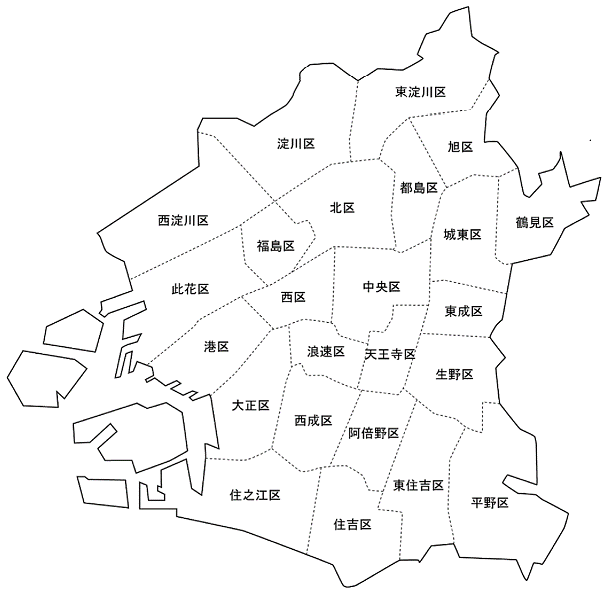 東淀川区
淀川区
旭区
都島区
北区
西淀川区
鶴見区
城東区
福島区
此花区
中央区
西区
東成区
港区
浪速区
天王寺区
生野区
大正区
西成区
阿倍野区
東住吉区
住之江区
平野区
住吉区